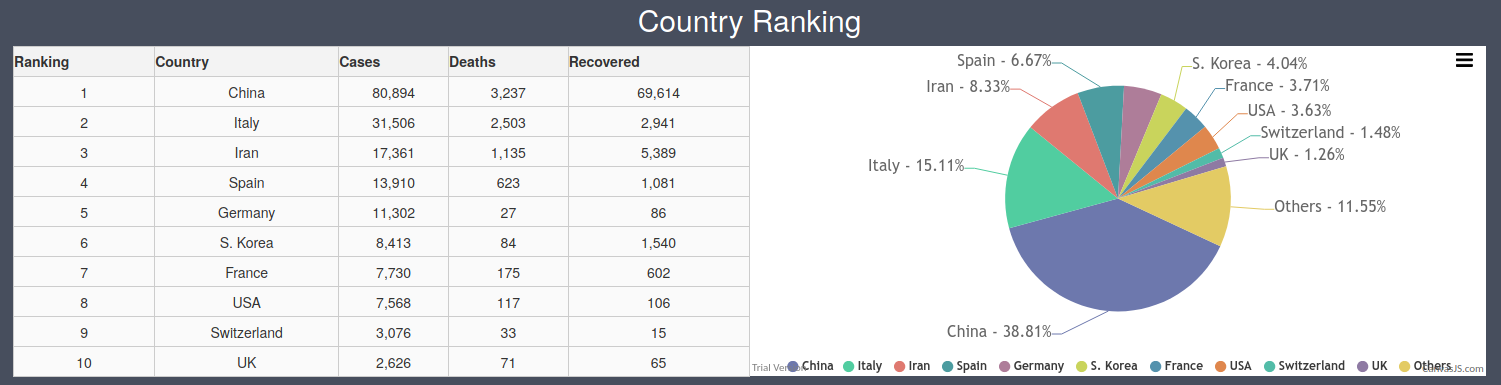 Country Ranking
Ranking Country Cases Deaths Recovered
1 China 80,894 3,237 69,614
2 Italy 31,506 2,503 2,941
3 Iran 17,361 1,135 5,389
4 Spain 13,910 623 1,081
5 Germany 11,302 27 86
6 S. Korea 8,413 84 1,540
7 France 7,730 175 602
8 USA 7,568 117 106
9 Switzerland 3,076 33 15
10 UK 2,626 71 65
Spain - 6.67%
S. Korea - 4.04%
Iran - 8.33%
France - 3.71%
USA - 3.63%
Switzerland - 1.48%
UK - 1.26%
Italy - 15.11%
Others - 11.55%
China - 38.81%
Trial Version
China Italy Iran Spain Germany S. Korea France USA Switzerland UK Others
CanvasJS.com